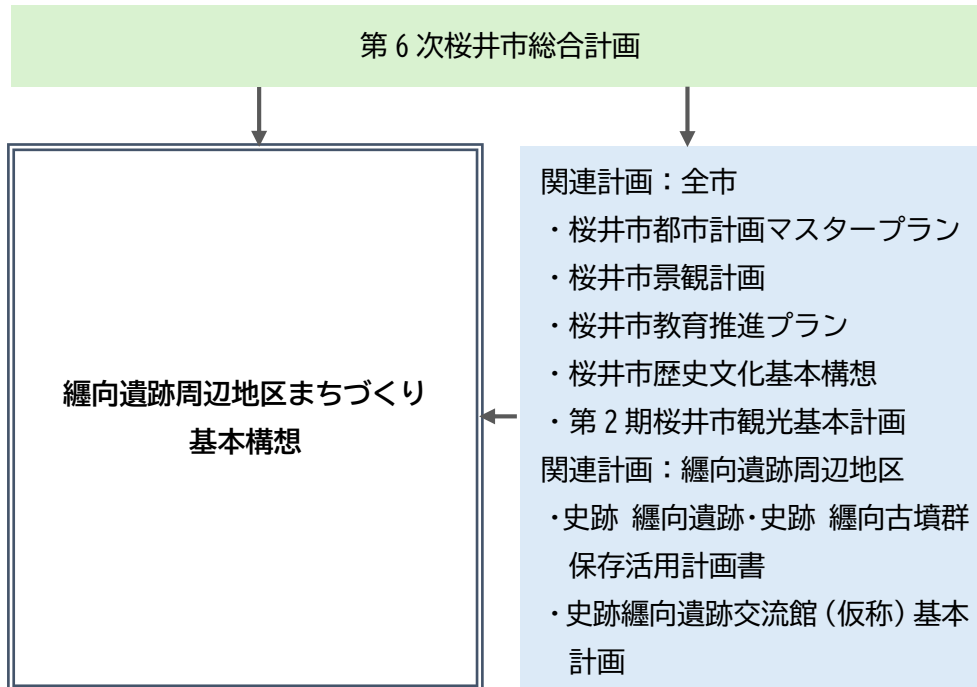 第6次桜井市総合計画
纒向遺跡周辺地区まちづくり
基本構想
関連計画：全市
・桜井市都市計画マスタープラン
・桜井市景観計画
・桜井市教育推進プラン
・桜井市歴史文化基本構想
・第2期桜井市観光基本計画
関連計画：纒向遺跡周辺地区
・史跡 纒向遺跡・史跡 纒向古墳群
保存活用計画書
・史跡纒向遺跡交流館（仮称）基本
計画